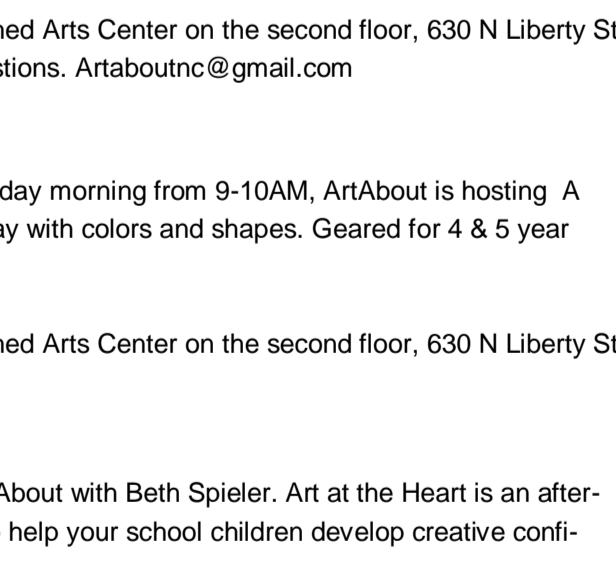 ned Arts Center on the second floor, 630 N Liberty St
stions. Artaboutnc@gmail.com
day morning from 9-10AM, ArtAbout is hosting  A
ay with colors and shapes. Geared for 4 & 5 year
ned Arts Center on the second floor, 630 N Liberty St
About with Beth Spieler. Art at the Heart is an after-
help your school children develop creative confi-